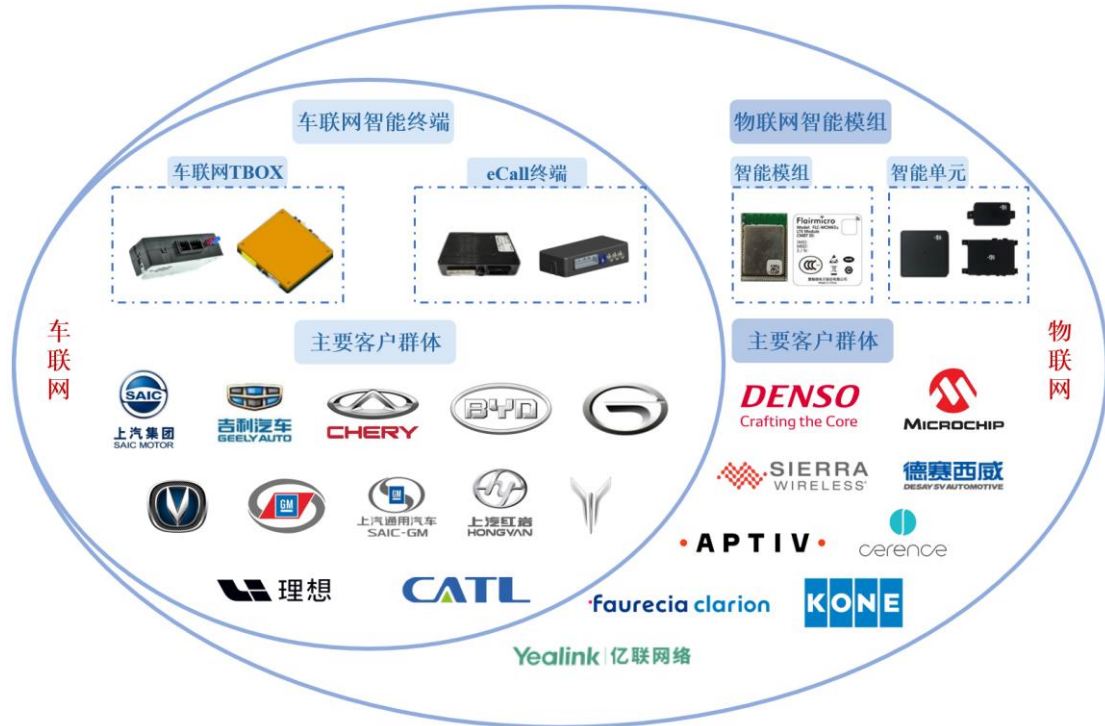 车联网智能终端
物联网智能模组
车联网TBOX
eCall终端
智能模组
智能单元
Flairmicro
车联网
物联网
主要客户群体
主要客户群体
SAIC
上汽集团
SAIC MOTOR
吉利汽车
GEELY AUTO
CHERY
BYD
DENSO
Crafting the Core
MICROCHIP
GM
GM
上汽通用汽车
SAIC-GM
上汽红岩
HONGYAN
SIERRA
WIRELESS
德赛西威
DESAY SV AUTOMOTIVE
APTIV
cerence
理想
CATL
faurecia clarion
KONE
Yealink 亿联网络